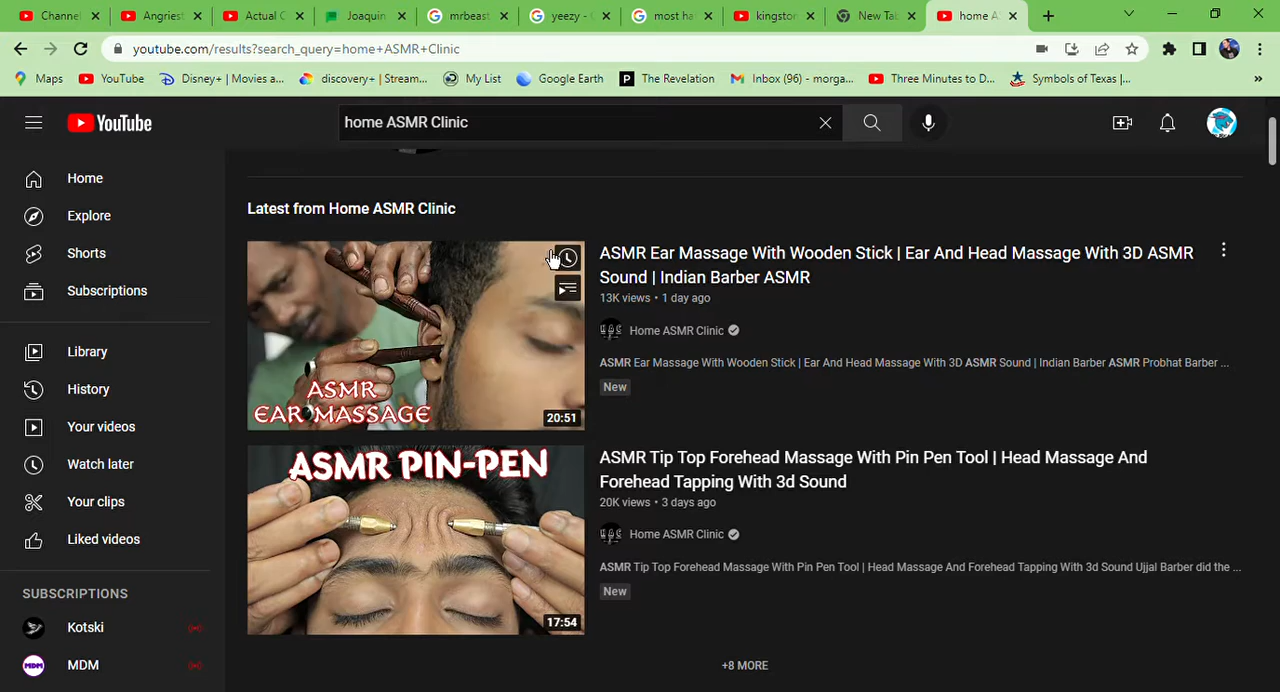 Channel
Angriest
Actual C
Joaquin
mrbeast
yeezy -
most ha
kingston
New Tab
home AS
youtube.com/results?search_query=home+ASMR+Clinic
Maps YouTube Disney+ | Movies a... discovery+ | Stream... My List Google Earth The Revelation Inbox (96) - morga... Three Minutes to D... Symbols of Texas |... »
YouTube
home ASMR Clinic
Home
Explore
Shorts
Subscriptions
Library
History
Your videos
Watch later
Your clips
Liked videos
SUBSCRIPTIONS
Kotski
MDM
MDM
Latest from Home ASMR Clinic
ASMR
EAR MASSAGE
20:51
ASMR Ear Massage With Wooden Stick | Ear And Head Massage With 3D ASMR
Sound | Indian Barber ASMR
13K views • 1 day ago
Home ASMR Clinic
ASMR Ear Massage With Wooden Stick | Ear And Head Massage With 3D ASMR Sound | Indian Barber ASMR Probhat Barber ...
New
ASMR PIN-PEN
17:54
ASMR Tip Top Forehead Massage With Pin Pen Tool | Head Massage And
Forehead Tapping With 3d Sound
20K views • 3 days ago
Home ASMR Clinic
ASMR Tip Top Forehead Massage With Pin Pen Tool | Head Massage And Forehead Tapping With 3d Sound Ujjal Barber did the ...
New
+8 MORE